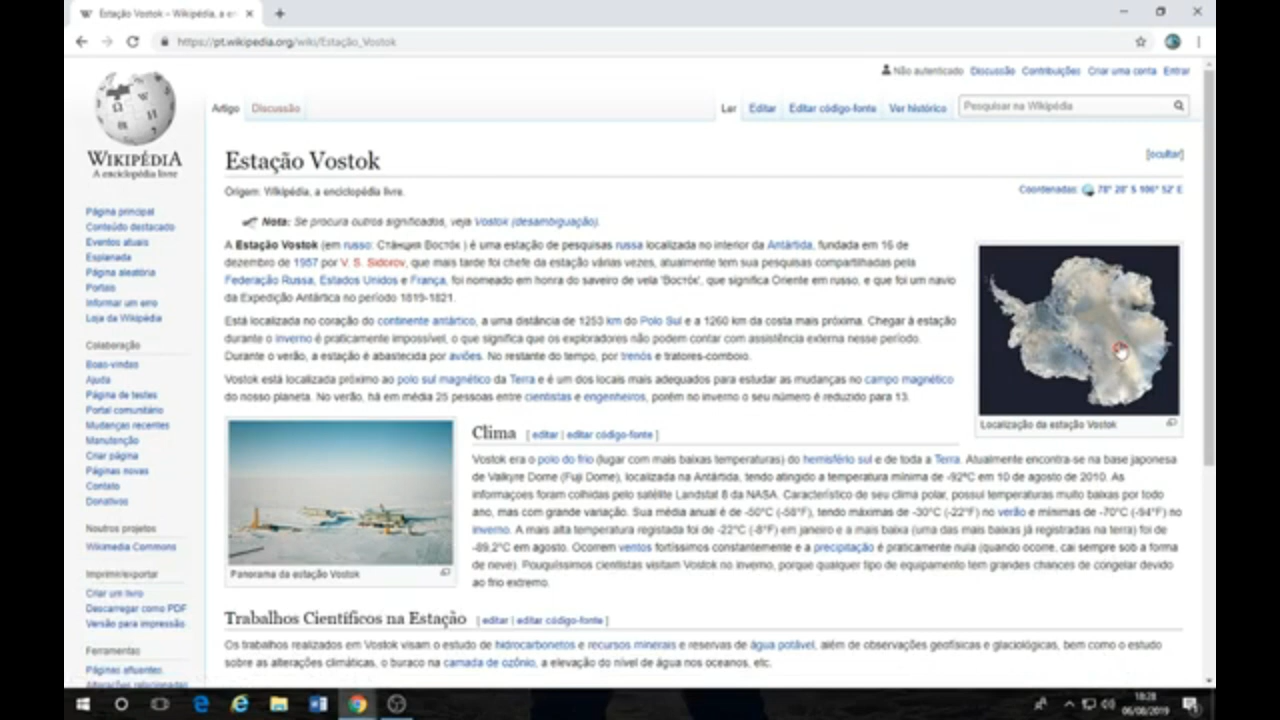 Estação Vostok – Wikipédia, a en
https://pt.wikipedia.org/wiki/Estação_Vostok
Não autenticado Discussão Contribuições Criar uma conta Entrar
Artigo Discussão Ler Editar Editar código-fonte Ver histórico Pesquisar na Wikipédia
WIKIPÉDIA
A enciclopédia livre
Página principal
Conteúdo destacado
Eventos atuais
Esplanada
Página aleatória
Portais
Informar um erro
Loja da Wikipédia
Colaboração
Boas-vindas
Ajuda
Página de testes
Portal comunitário
Mudanças recentes
Manutenção
Criar página
Páginas novas
Contato
Donativos
Noutros projetos
Wikimedia Commons
Imprimir/exportar
Criar um livro
Descarregar como PDF
Versão para impressão
Ferramentas
Páginas afluentes
Alterações relacionadas
Estação Vostok
[ocultar]
Origem: Wikipédia, a enciclopédia livre.
Coordenadas: 78° 28' S 106° 52' E
Nota: Se procura outros significados, veja Vostok (desambiguação).
A Estação Vostok (em russo: Станция Восто́к ) é uma estação de pesquisas russa localizada no interior da Antártida, fundada em 16 de
dezembro de 1957 por V. S. Sidorov, que mais tarde foi chefe da estação várias vezes, atualmente tem sua pesquisas compartilhadas pela
Federação Russa, Estados Unidos e França, foi nomeado em honra do saveiro de vela 'Восто́к', que significa Oriente em russo, e que foi um navio
da Expedição Antártica no período 1819-1821.
Está localizada no coração do continente antártico, a uma distância de 1253 km do Polo Sul e a 1260 km da costa mais próxima. Chegar à estação
durante o inverno é praticamente impossível, o que significa que os exploradores não podem contar com assistência externa nesse período.
Durante o verão, a estação é abastecida por aviões. No restante do tempo, por trenós e tratores-comboio.
Vostok está localizada próximo ao polo sul magnético da Terra e é um dos locais mais adequados para estudar as mudanças no campo magnético
do nosso planeta. No verão, há em média 25 pessoas entre cientistas e engenheiros, porém no inverno o seu número é reduzido para 13.
Localização da estação Vostok
Panorama da estação Vostok
Clima [ editar | editar código-fonte ]
Vostok era o polo do frio (lugar com mais baixas temperaturas) do hemisfério sul e de toda a Terra. Atualmente encontra-se na base japonesa
de Valkyre Dome (Fuji Dome), localizada na Antártida, tendo atingido a temperatura mínima de -92ºC em 10 de agosto de 2010. As
informaçoes foram colhidas pelo satélite Landstat 8 da NASA. Característico de seu clima polar, possui temperaturas muito baixas por todo
ano, mas com grande variação. Sua média anual é de -50°C (-58°F), tendo máximas de -30°C (-22°F) no verão e mínimas de -70°C (-94°F) no
inverno. A mais alta temperatura registada foi de -22°C (-8°F) em janeiro e a mais baixa (uma das mais baixas já registradas na terra) foi de
-89,2°C em agosto. Ocorrem ventos fortíssimos constantemente e a precipitação é praticamente nula (quando ocorre, cai sempre sob a forma
de neve). Pouquíssimos cientistas visitam Vostok no inverno, porque qualquer tipo de equipamento tem grandes chances de congelar devido
ao frio extremo.
Trabalhos Científicos na Estação [ editar | editar código-fonte ]
Os trabalhos realizados em Vostok visam o estudo de hidrocarbonetos e recursos minerais e reservas de água potável, além de observações geofísicas e glaciológicas, bem como o estudo
sobre as alterações climáticas, o buraco na camada de ozônio, a elevação do nível de água nos oceanos, etc.
18:28
06/08/2019